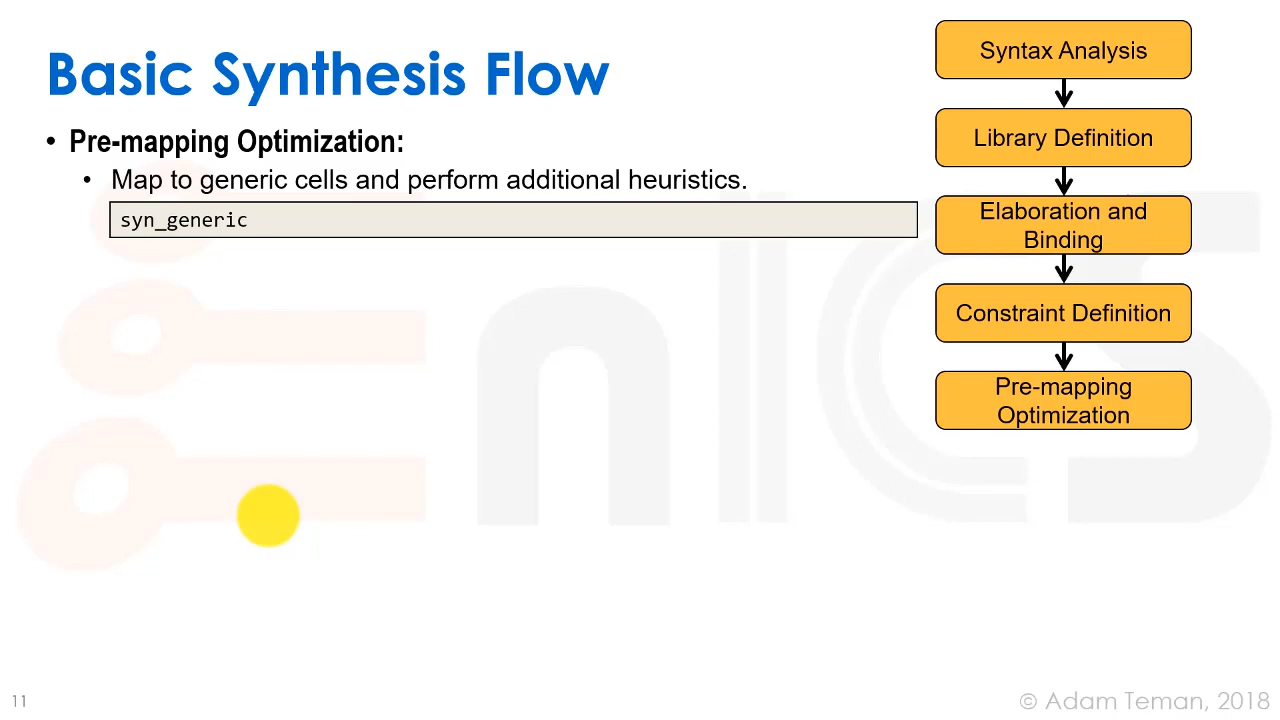 Basic Synthesis Flow
• Pre-mapping Optimization:
• Map to generic cells and perform additional heuristics.
syn_generic
Syntax Analysis
Library Definition
Elaboration and
Binding
Constraint Definition
Pre-mapping
Optimization
enICS
11
© Adam Teman, 2018